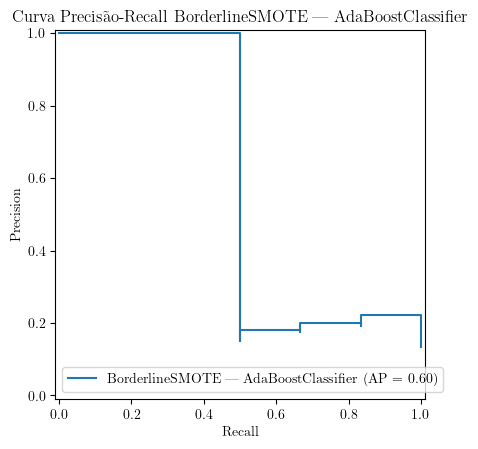 Curva Precisão-Recall BorderlineSMOTE — AdaBoostClassifier
1.0
0.8
0.6
0.4
0.2
0.0
Precision
BorderlineSMOTE — AdaBoostClassifier (AP = 0.60)
0.0 0.2 0.4 0.6 0.8 1.0
Recall